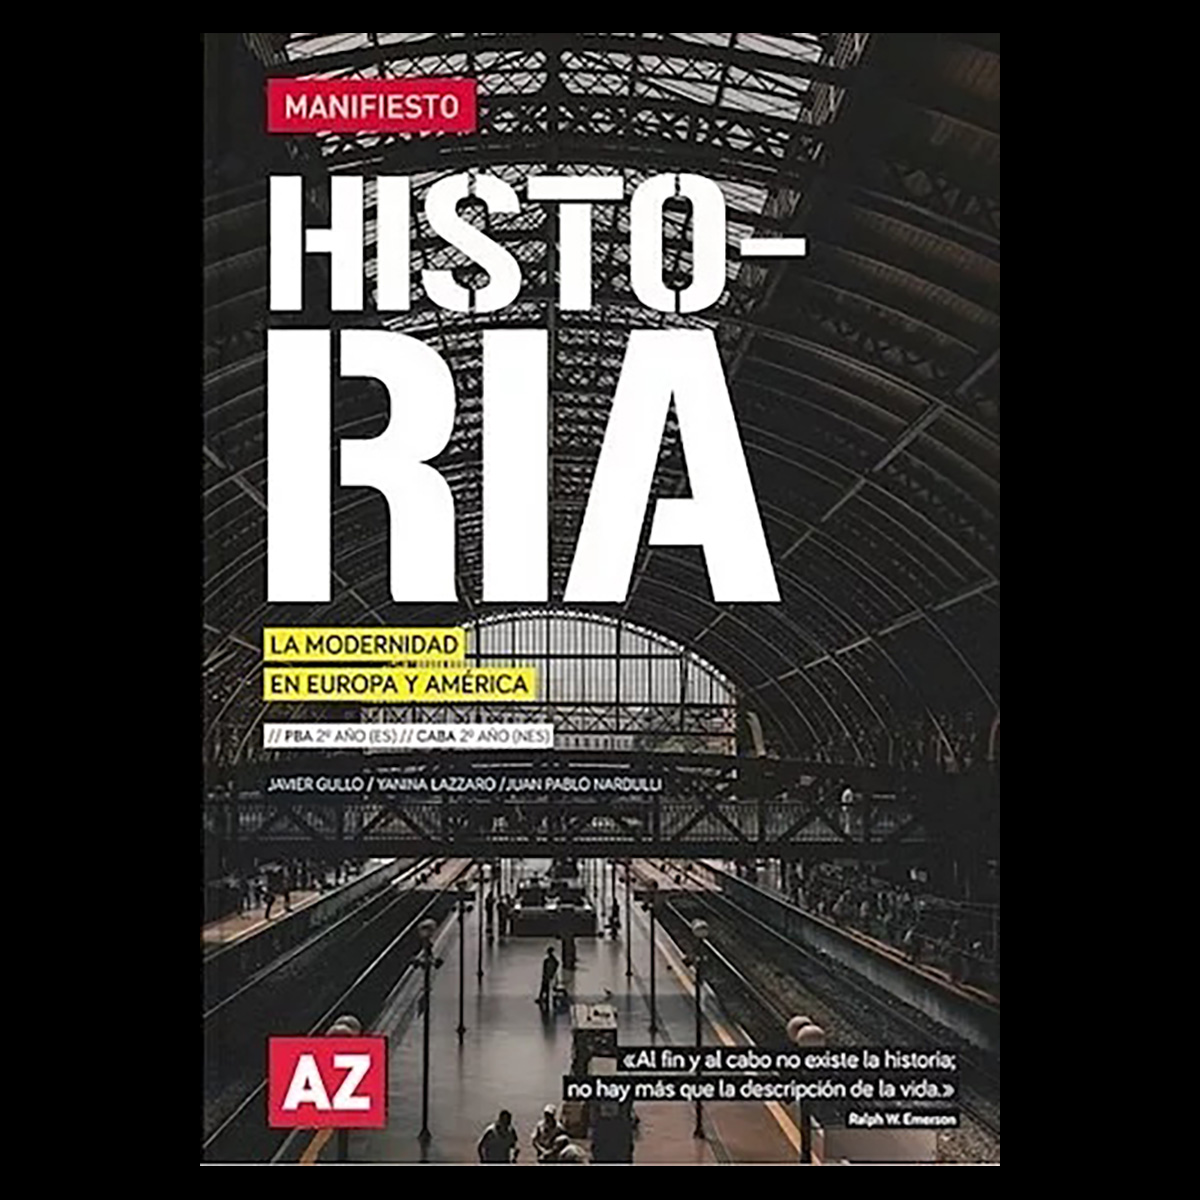 MANIFIESTO
HISTO-
RIA
LA MODERNIDAD
EN EUROPA Y AMÉRICA
// PBA 2º AÑO (ES) // CABA 2º AÑO (NES)
JAVIER GULLO / YANINA LAZZARO / JUAN PABLO NARDULLI
AZ
«Al fin y al cabo no existe la historia;
no hay más que la descripción de la vida.»
Ralph W. Emerson